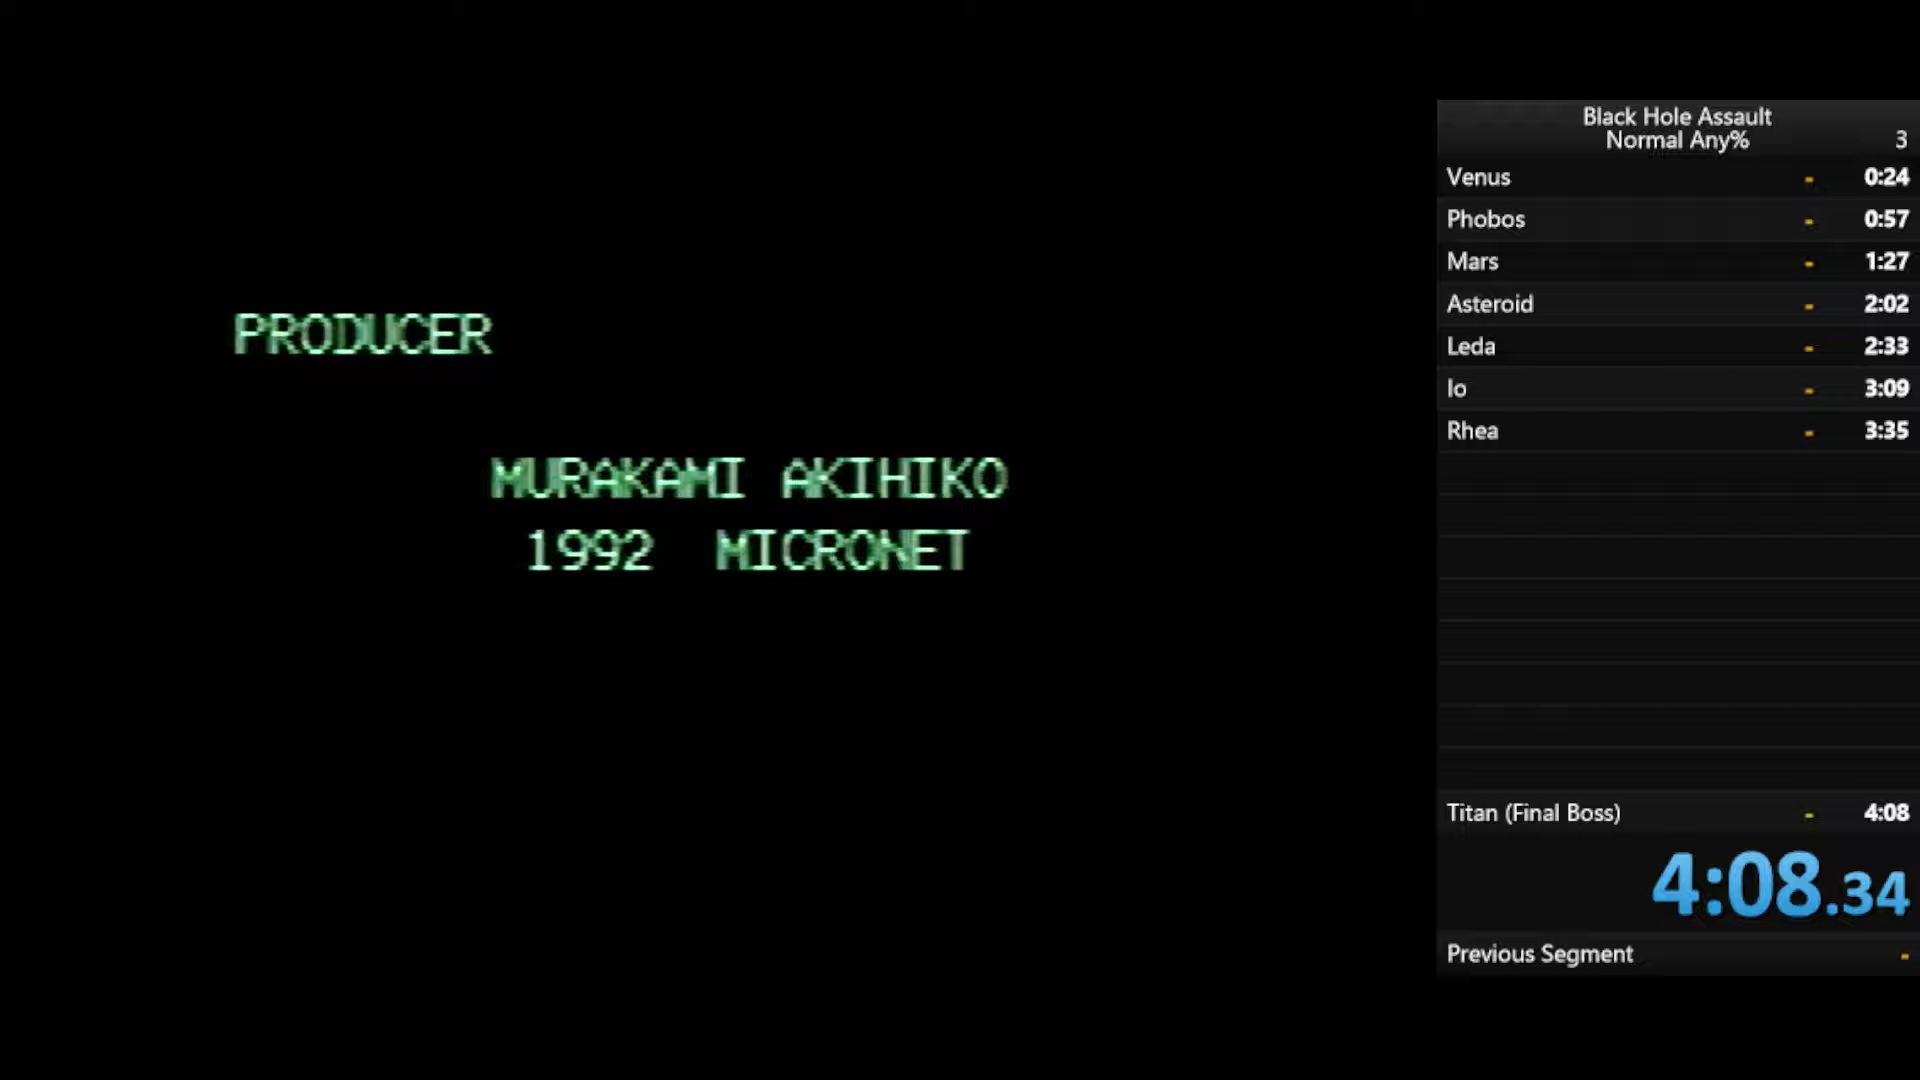 PRODUCER
MURAKAMI AKIHIKO
1992 MICRONET
Black Hole Assault
Normal Any% 3
Venus - 0:24
Phobos - 0:57
Mars - 1:27
Asteroid - 2:02
Leda - 2:33
Io - 3:09
Rhea - 3:35
Titan (Final Boss) - 4:08
4:08.34
Previous Segment -